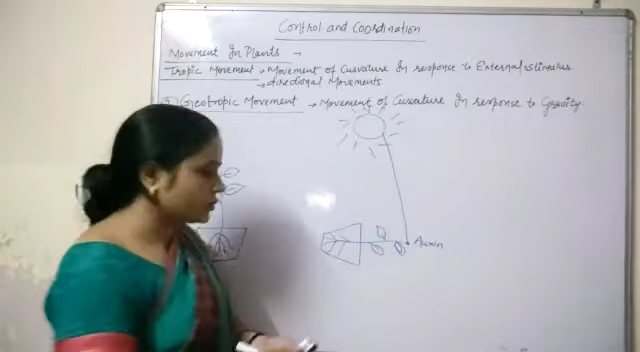 Control and Coordination
Movement In Plants →
Tropic Movement → Movement of Curvature In response to External stimulus
→ directional Movements
Geotropic Movement → Movement of Curvature In response to Gravity.
Auxin